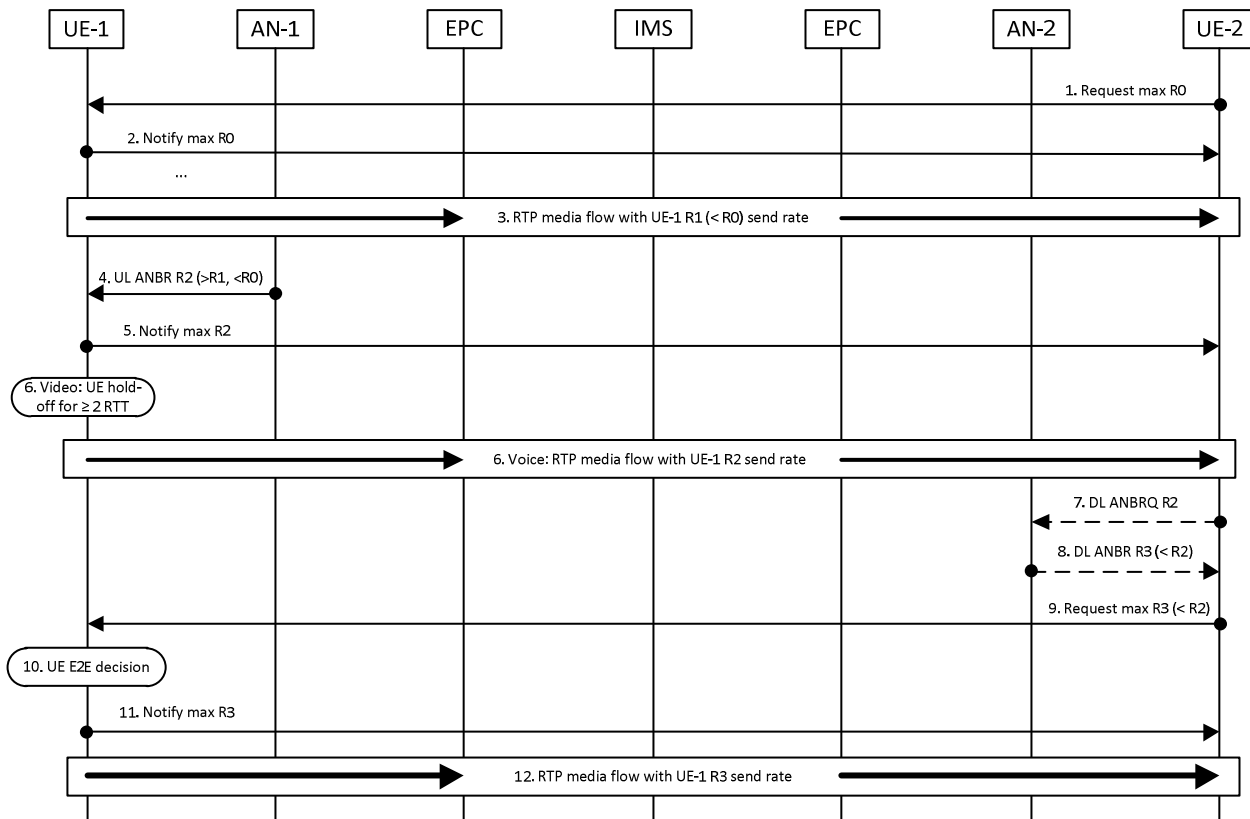 UE-1
AN-1
EPC
IMS
EPC
AN-2
UE-2
1. Request max R0
2. Notify max R0
...
3. RTP media flow with UE-1 R1 (< R0) send rate
4. UL ANBR R2 (>R1, <R0)
5. Notify max R2
6. Video: UE hold-
off for ≥ 2 RTT
6. Voice: RTP media flow with UE-1 R2 send rate
7. DL ANBRQ R2
8. DL ANBR R3 (< R2)
9. Request max R3 (< R2)
10. UE E2E decision
11. Notify max R3
12. RTP media flow with UE-1 R3 send rate